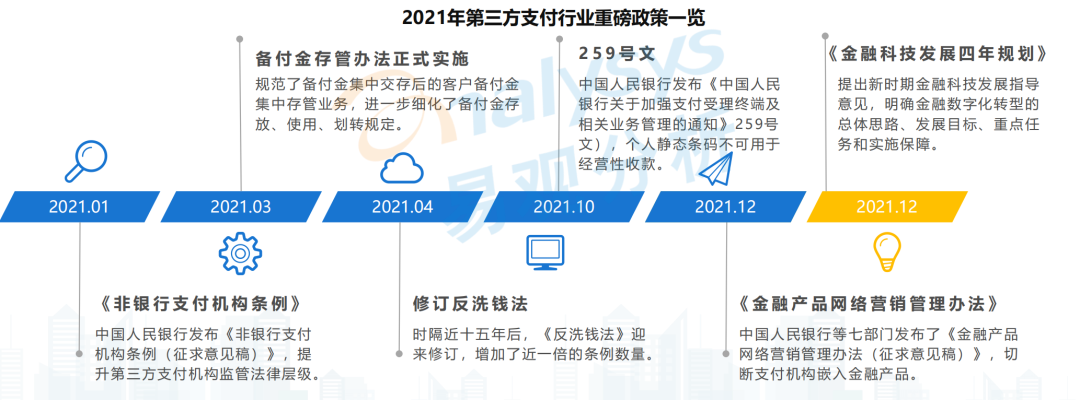 2021年第三方支付行业重磅政策一览
备付金存管办法正式实施
规范了备付金集中交存后的客户备付金
集中存管业务，进一步细化了备付金存
放、使用、划转规定。
259号文
中国人民银行发布《中国人民
银行关于加强支付受理终端及
相关业务管理的通知》259号
文），个人静态条码不可用于
经营性收款。
《金融科技发展四年规划》
提出新时期金融科技发展指导
意见，明确金融数字化转型的
总体思路、发展目标、重点任
务和实施保障。
nalysys
易观分析
2021.01
2021.03
2021.04
2021.10
2021.12
2021.12
《非银行支付机构条例》
中国人民银行发布《非银行支付
机构条例（征求意见稿）》，提
升第三方支付机构监管法律层级。
修订反洗钱法
时隔近十五年后，《反洗钱法》迎
来修订，增加了近一倍的条例数量。
《金融产品网络营销管理办法》
中国人民银行等七部门发布了《金融产品
网络营销管理办法（征求意见稿）》，切
断支付机构嵌入金融产品。